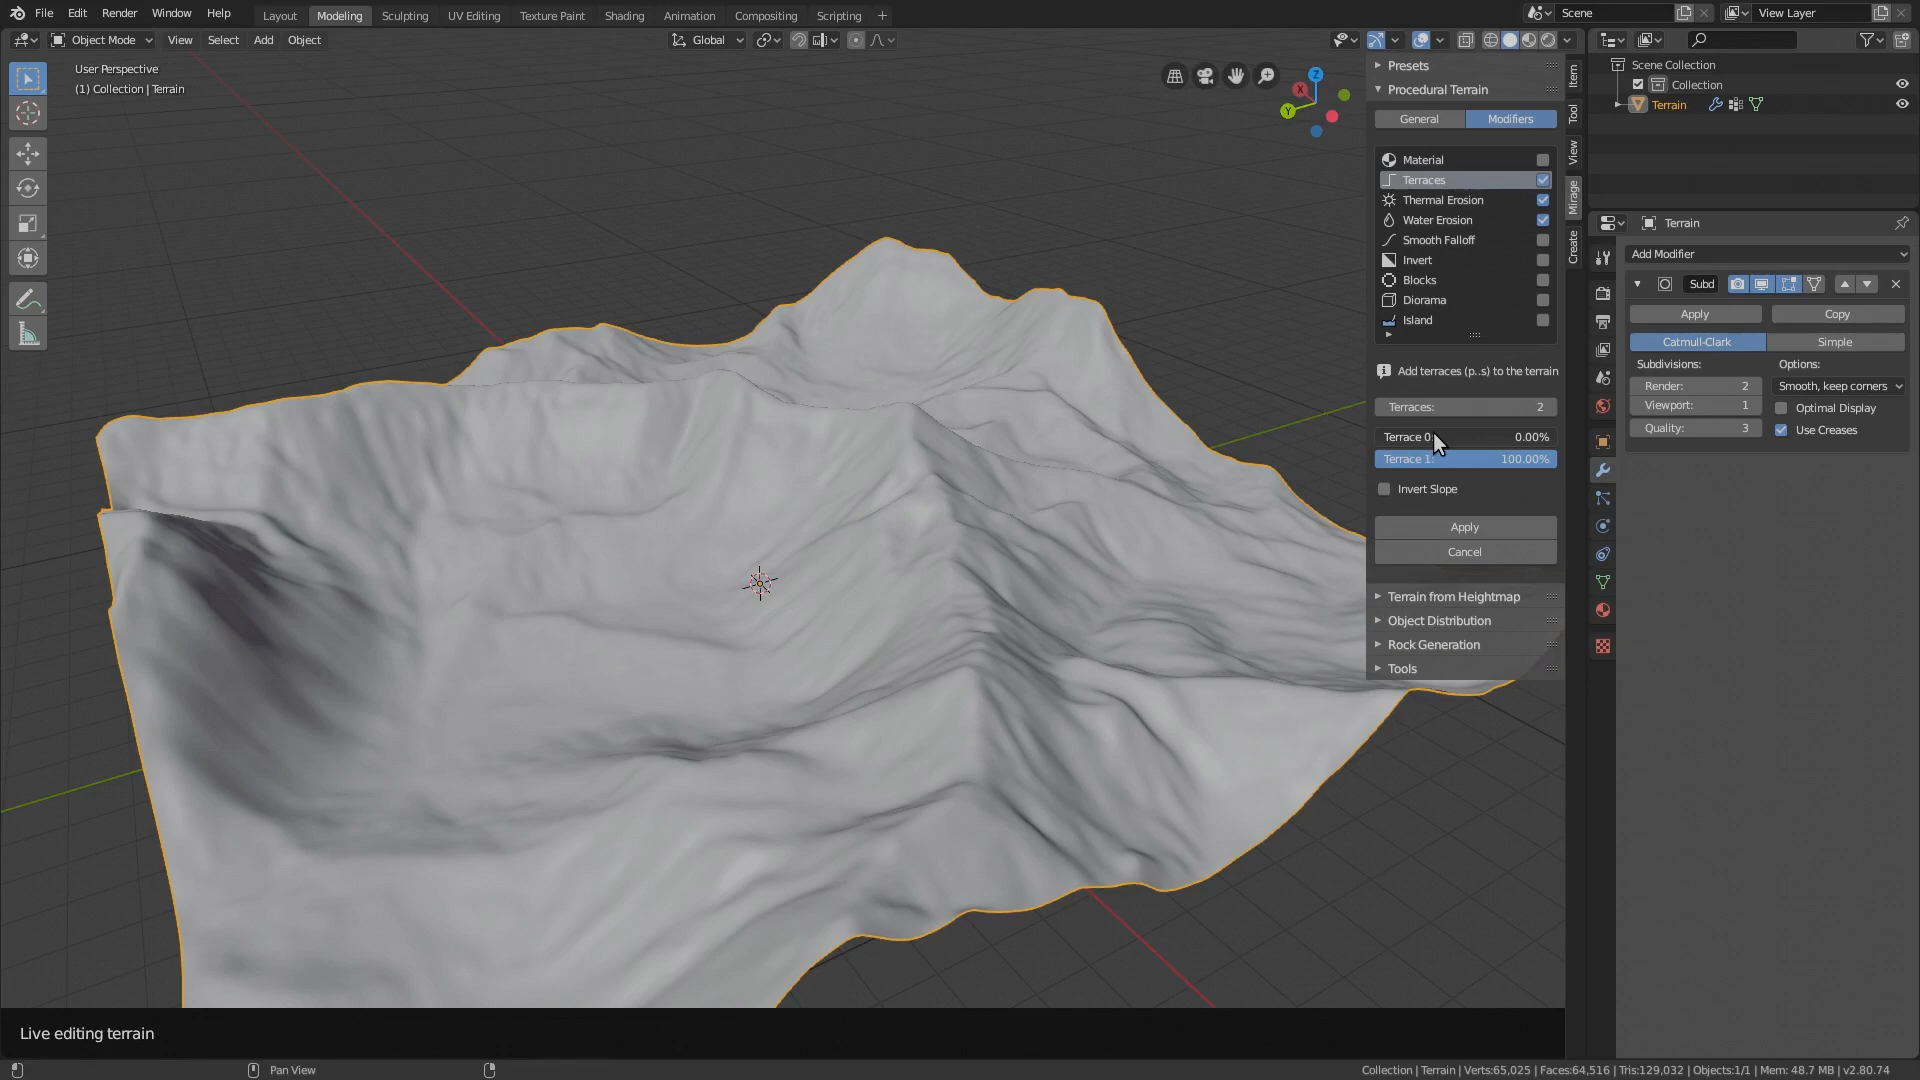 File Edit Render Window Help
Layout Modeling Sculpting UV Editing Texture Paint Shading Animation Compositing Scripting +
Scene
View Layer
Object Mode View Select Add Object
Global
User Perspective
(1) Collection | Terrain
Z
X
Y
Presets
Procedural Terrain
General Modifiers
Material
Terraces
Thermal Erosion
Water Erosion
Smooth Falloff
Invert
Blocks
Diorama
Island
Add terraces (p..s) to the terrain
Terraces: 2
Terrace 0: 0.00%
Terrace 1: 100.00%
Invert Slope
Apply
Cancel
Terrain from Heightmap
Object Distribution
Rock Generation
Tools
Item
Tool
View
Mirage
Create
Scene Collection
Collection
Terrain
Terrain
Add Modifier
Subd
Apply Copy
Catmull-Clark Simple
Subdivisions: Options:
Render: 2 Smooth, keep corners
Viewport: 1 Optimal Display
Quality: 3 Use Creases
Live editing terrain
Pan View
Collection | Terrain | Verts:65,025 | Faces:64,516 | Tris:129,032 | Objects:1/1 | Mem: 48.7 MB | v2.80.74